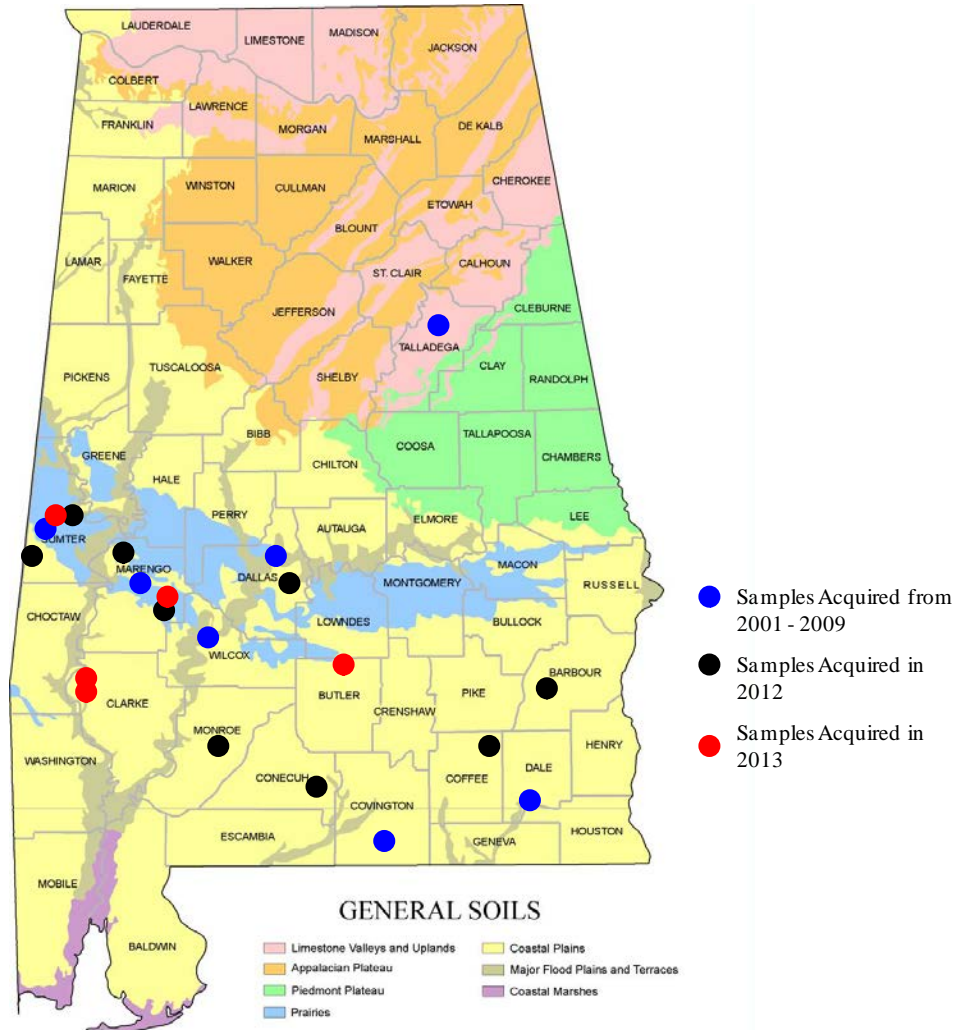 LAUDERDALE
LIMESTONE
MADISON
JACKSON
COLBERT
LAWRENCE
FRANKLIN
MORGAN
MARSHALL
DE KALB
MARION
WINSTON
CULLMAN
CHEROKEE
ETOWAH
BLOUNT
LAMAR
FAYETTE
WALKER
ST. CLAIR
CALHOUN
JEFFERSON
CLEBURNE
TALLADEGA
PICKENS
TUSCALOOSA
SHELBY
CLAY
RANDOLPH
BIBB
GREENE
HALE
CHILTON
COOSA
TALLAPOOSA
CHAMBERS
PERRY
AUTAUGA
ELMORE
LEE
SUMTER
MARENGO
DALLAS
MONTGOMERY
MACON
RUSSELL
CHOCTAW
LOWNDES
BULLOCK
WILCOX
BARBOUR
CLARKE
BUTLER
PIKE
CRENSHAW
MONROE
WASHINGTON
CONECUH
COFFEE
DALE
HENRY
COVINGTON
ESCAMBIA
GENEVA
HOUSTON
MOBILE
BALDWIN
Samples Acquired from
2001 - 2009
Samples Acquired in
2012
Samples Acquired in
2013
GENERAL SOILS
Limestone Valleys and Uplands
Appalacian Plateau
Piedmont Plateau
Prairies
Coastal Plains
Major Flood Plains and Terraces
Coastal Marshes